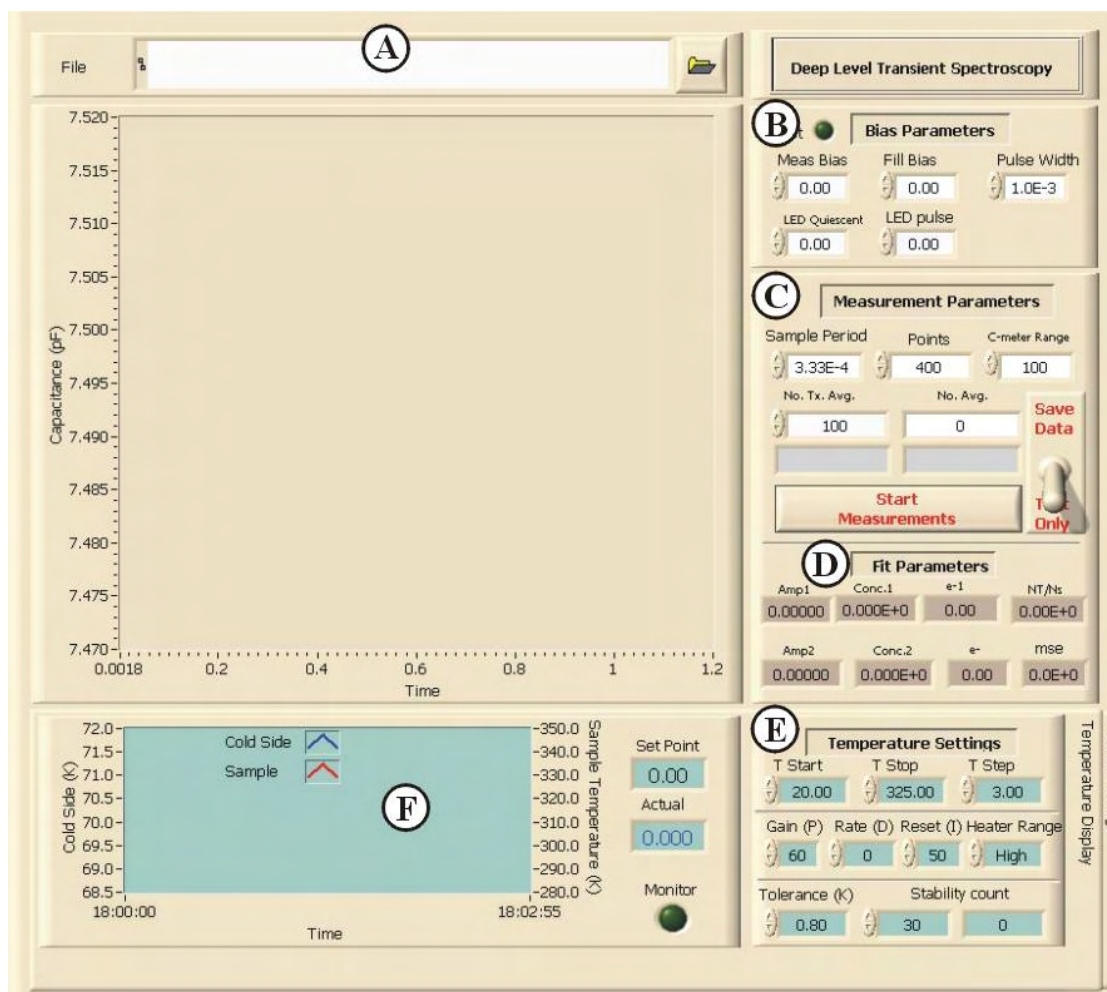 A
File
Deep Level Transient Spectroscopy
7.520
7.515
7.510
7.505
7.500
7.495
7.490
7.485
7.480
7.475
7.470
Capacitance (pF)
0.0018 0.2 0.4 0.6 0.8 1 1.2
Time
B
Bias Parameters
Meas Bias Fill Bias Pulse Width
0.00 0.00 1.0E-3
LED Quiescent LED pulse
0.00 0.00
C
Measurement Parameters
Sample Period Points C-meter Range
3.33E-4 400 100
No. Tx. Avg. No. Avg.
100 0
Save
Data
Start
Measurements
Only
D
Fit Parameters
Amp1 Conc.1 e-1 NT/Ns
0.00000 0.000E+0 0.00 0.00E+0
Amp2 Conc.2 e- mse
0.00000 0.000E+0 0.00 0.0E+0
72.0
71.5
71.0
70.5
70.0
69.5
69.0
68.5
Cold Side (K)
Cold Side
Sample
F
350.0
340.0
330.0
320.0
310.0
300.0
290.0
280.0
Sample Temperature (K)
18:00:00 18:02:55
Time
Set Point
0.00
Actual
0.000
Monitor
E
Temperature Settings
T Start T Stop T Step
20.00 325.00 3.00
Gain (P) Rate (D) Reset (I) Heater Range
60 0 50 High
Tolerance (K) Stability count
0.80 30 0
Temperature Display